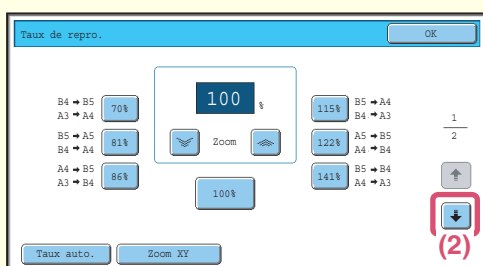 Taux de repro.
OK
B4 → B5
A3 → A4
70%
B5 → A5
B4 → A4
81%
A4 → B5
A3 → B4
86%
100 %
Zoom
100%
115%
B5 → A4
B4 → A3
122%
A5 → B5
A4 → B4
141%
B5 → B4
A4 → A3
1
2
(2)
Taux auto.
Zoom XY